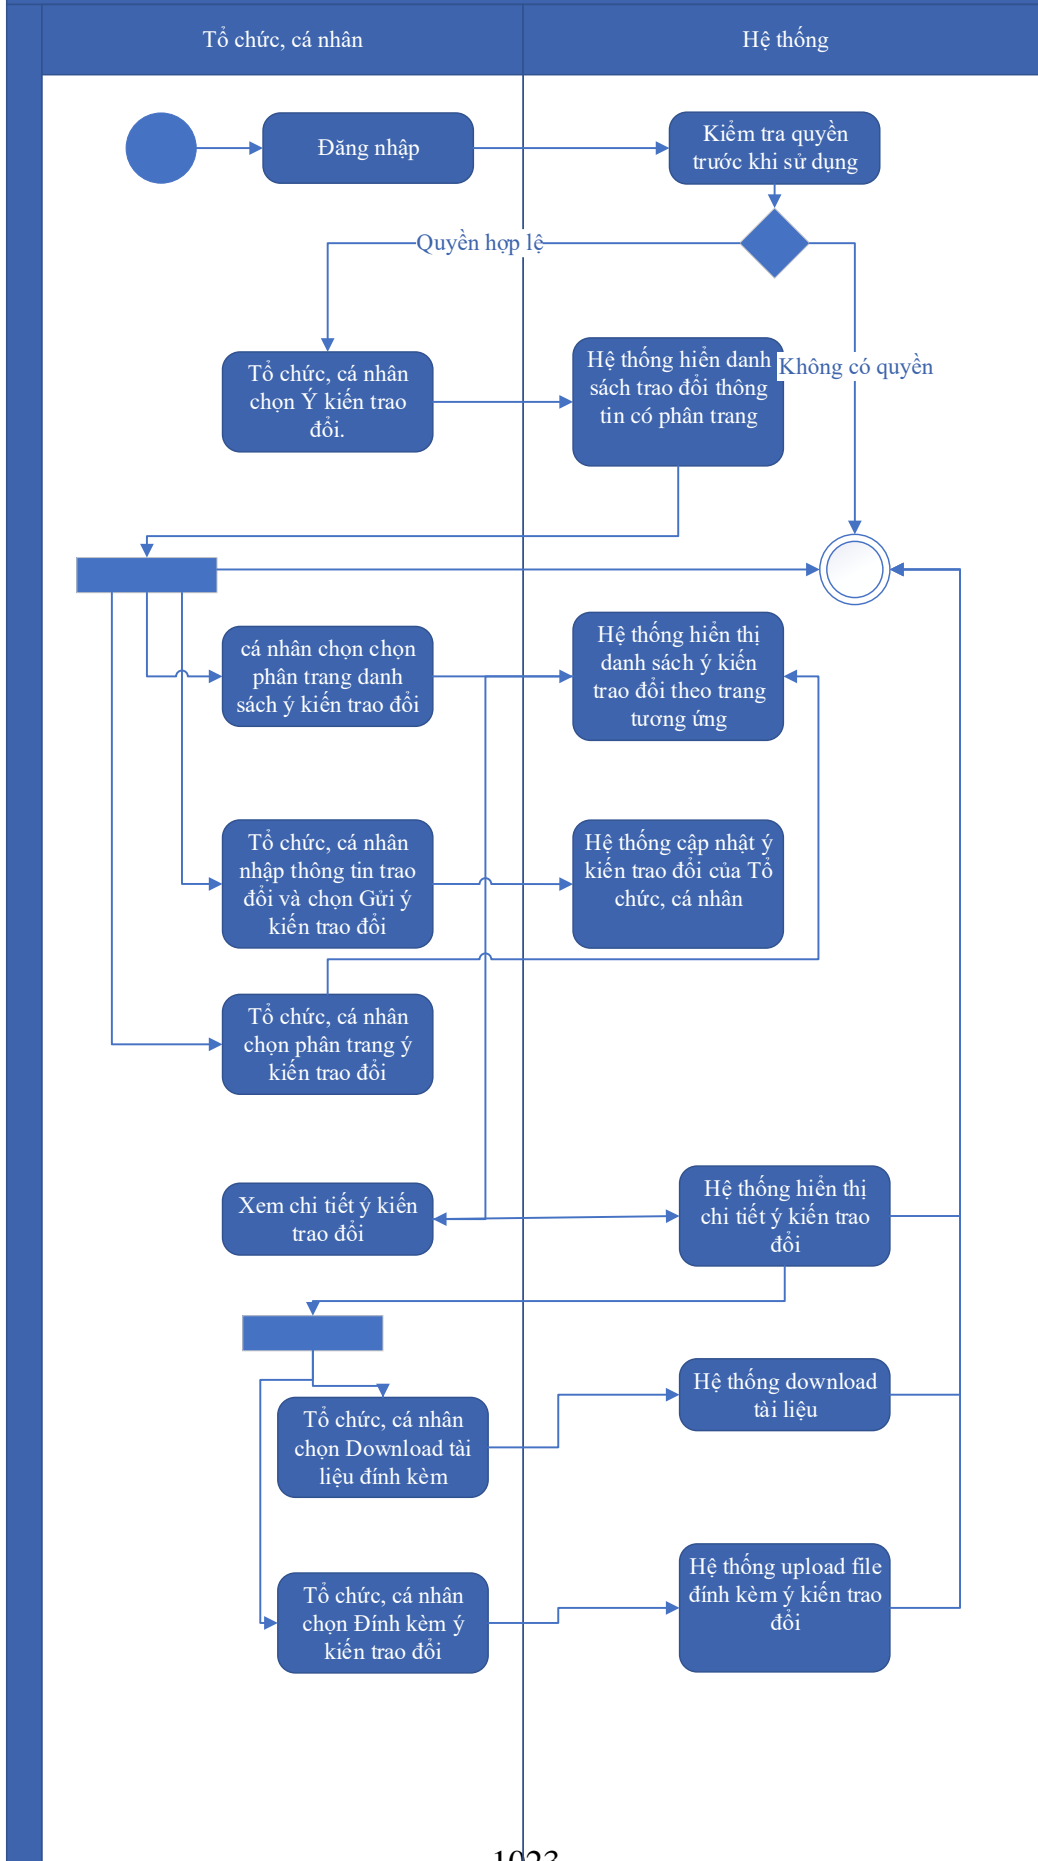 Tổ chức, cá nhân
Hệ thống
Đăng nhập
Kiểm tra quyền
trước khi sử dụng
Quyền hợp lệ
Tổ chức, cá nhân
chọn Ý kiến trao
đổi.
Hệ thống hiển danh
sách trao đổi thông
tin có phân trang
Không có quyền
cá nhân chọn chọn
phân trang danh
sách ý kiến trao đổi
Hệ thống hiển thị
danh sách ý kiến
trao đổi theo trang
tương ứng
Tổ chức, cá nhân
nhập thông tin trao
đổi và chọn Gửi ý
kiến trao đổi
Hệ thống cập nhật ý
kiến trao đổi của Tổ
chức, cá nhân
Tổ chức, cá nhân
chọn phân trang ý
kiến trao đổi
Xem chi tiết ý kiến
trao đổi
Hệ thống hiển thị
chi tiết ý kiến trao
đổi
Tổ chức, cá nhân
chọn Download tài
liệu đính kèm
Hệ thống download
tài liệu
Tổ chức, cá nhân
chọn Đính kèm ý
kiến trao đổi
Hệ thống upload file
đính kèm ý kiến trao
đổi
1023